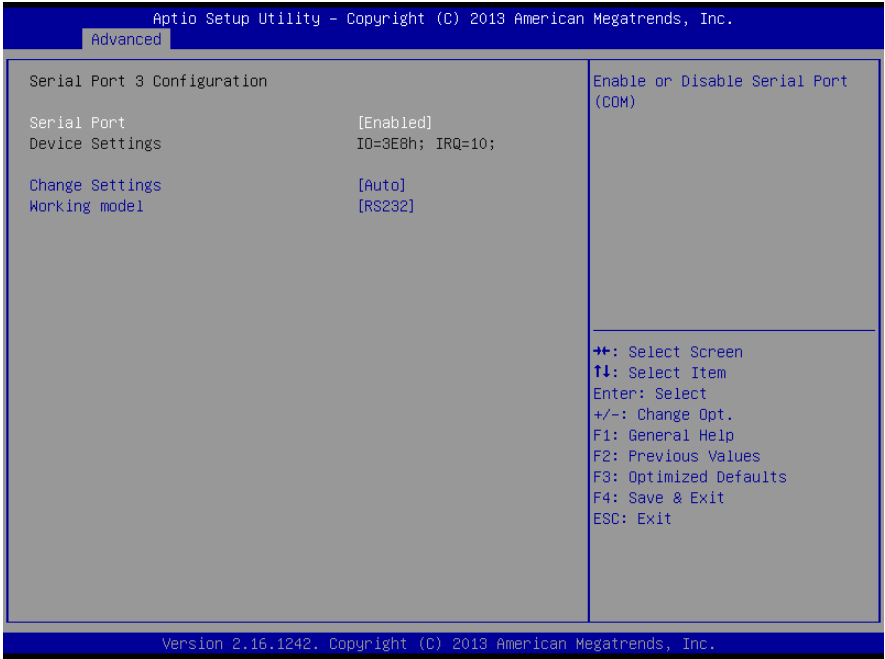 Aptio Setup Utility – Copyright (C) 2013 American Megatrends, Inc.
Advanced
Serial Port 3 Configuration
Serial Port [Enabled]
Device Settings IO=3E8h; IRQ=10;
Change Settings [Auto]
Working model [RS232]
Enable or Disable Serial Port
(COM)
→←: Select Screen
↑↓: Select Item
Enter: Select
+/-: Change Opt.
F1: General Help
F2: Previous Values
F3: Optimized Defaults
F4: Save & Exit
ESC: Exit
Version 2.16.1242. Copyright (C) 2013 American Megatrends, Inc.